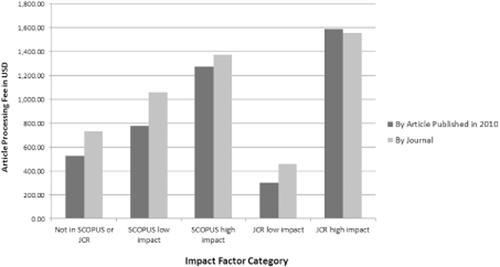 Article Processing Fee in USD
1,800.00
1,600.00
1,400.00
1,200.00
1,000.00
800.00
600.00
400.00
200.00
0.00
Not in SCOPUS or
JCR
SCOPUS low
impact
SCOPUS high
impact
JCR low impact
JCR high impact
Impact Factor Category
By Article Published in 2010
By Journal